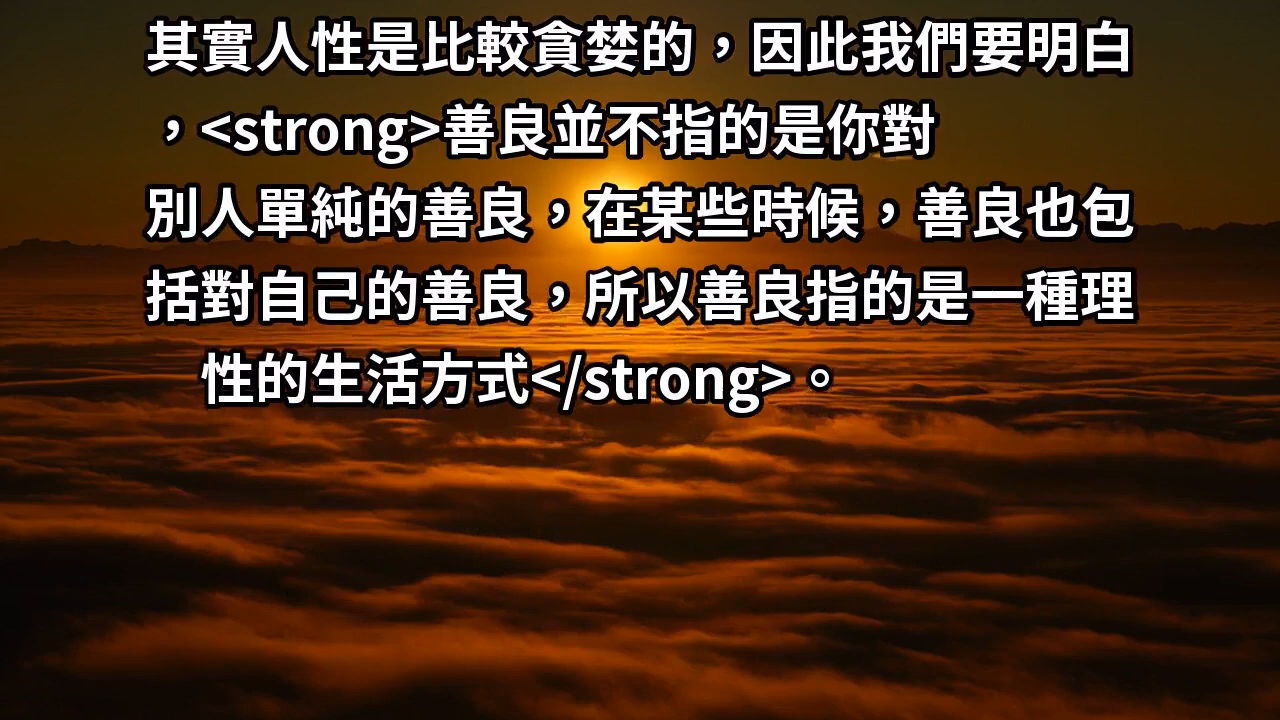 其實人性是比較貪婪的，因此我們要明白
，<strong>善良並不指的是你對
別人單純的善良，在某些時候，善良也包
括對自己的善良，所以善良指的是一種理
性的生活方式</strong>。